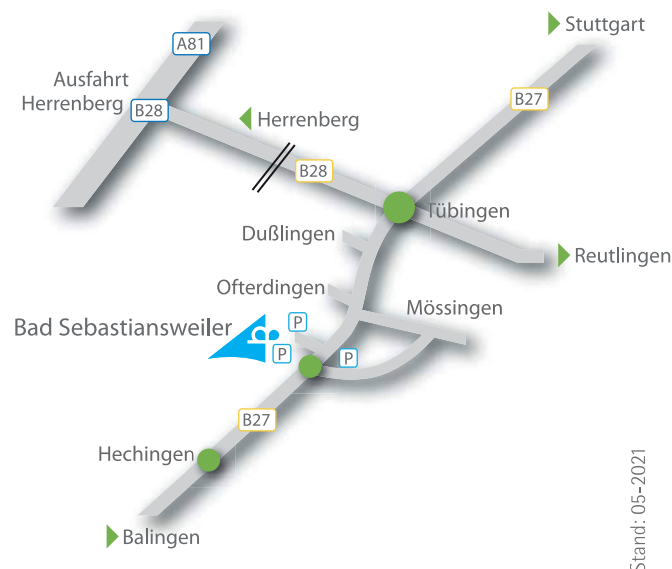 Stuttgart
A81
Ausfahrt
Herrenberg
B28
B27
Herrenberg
B28
Tübingen
Dußlingen
Reutlingen
Ofterdingen
Mössingen
Bad Sebastiansweiler
P
P
P
B27
Hechingen
Balingen
Stand: 05-2021